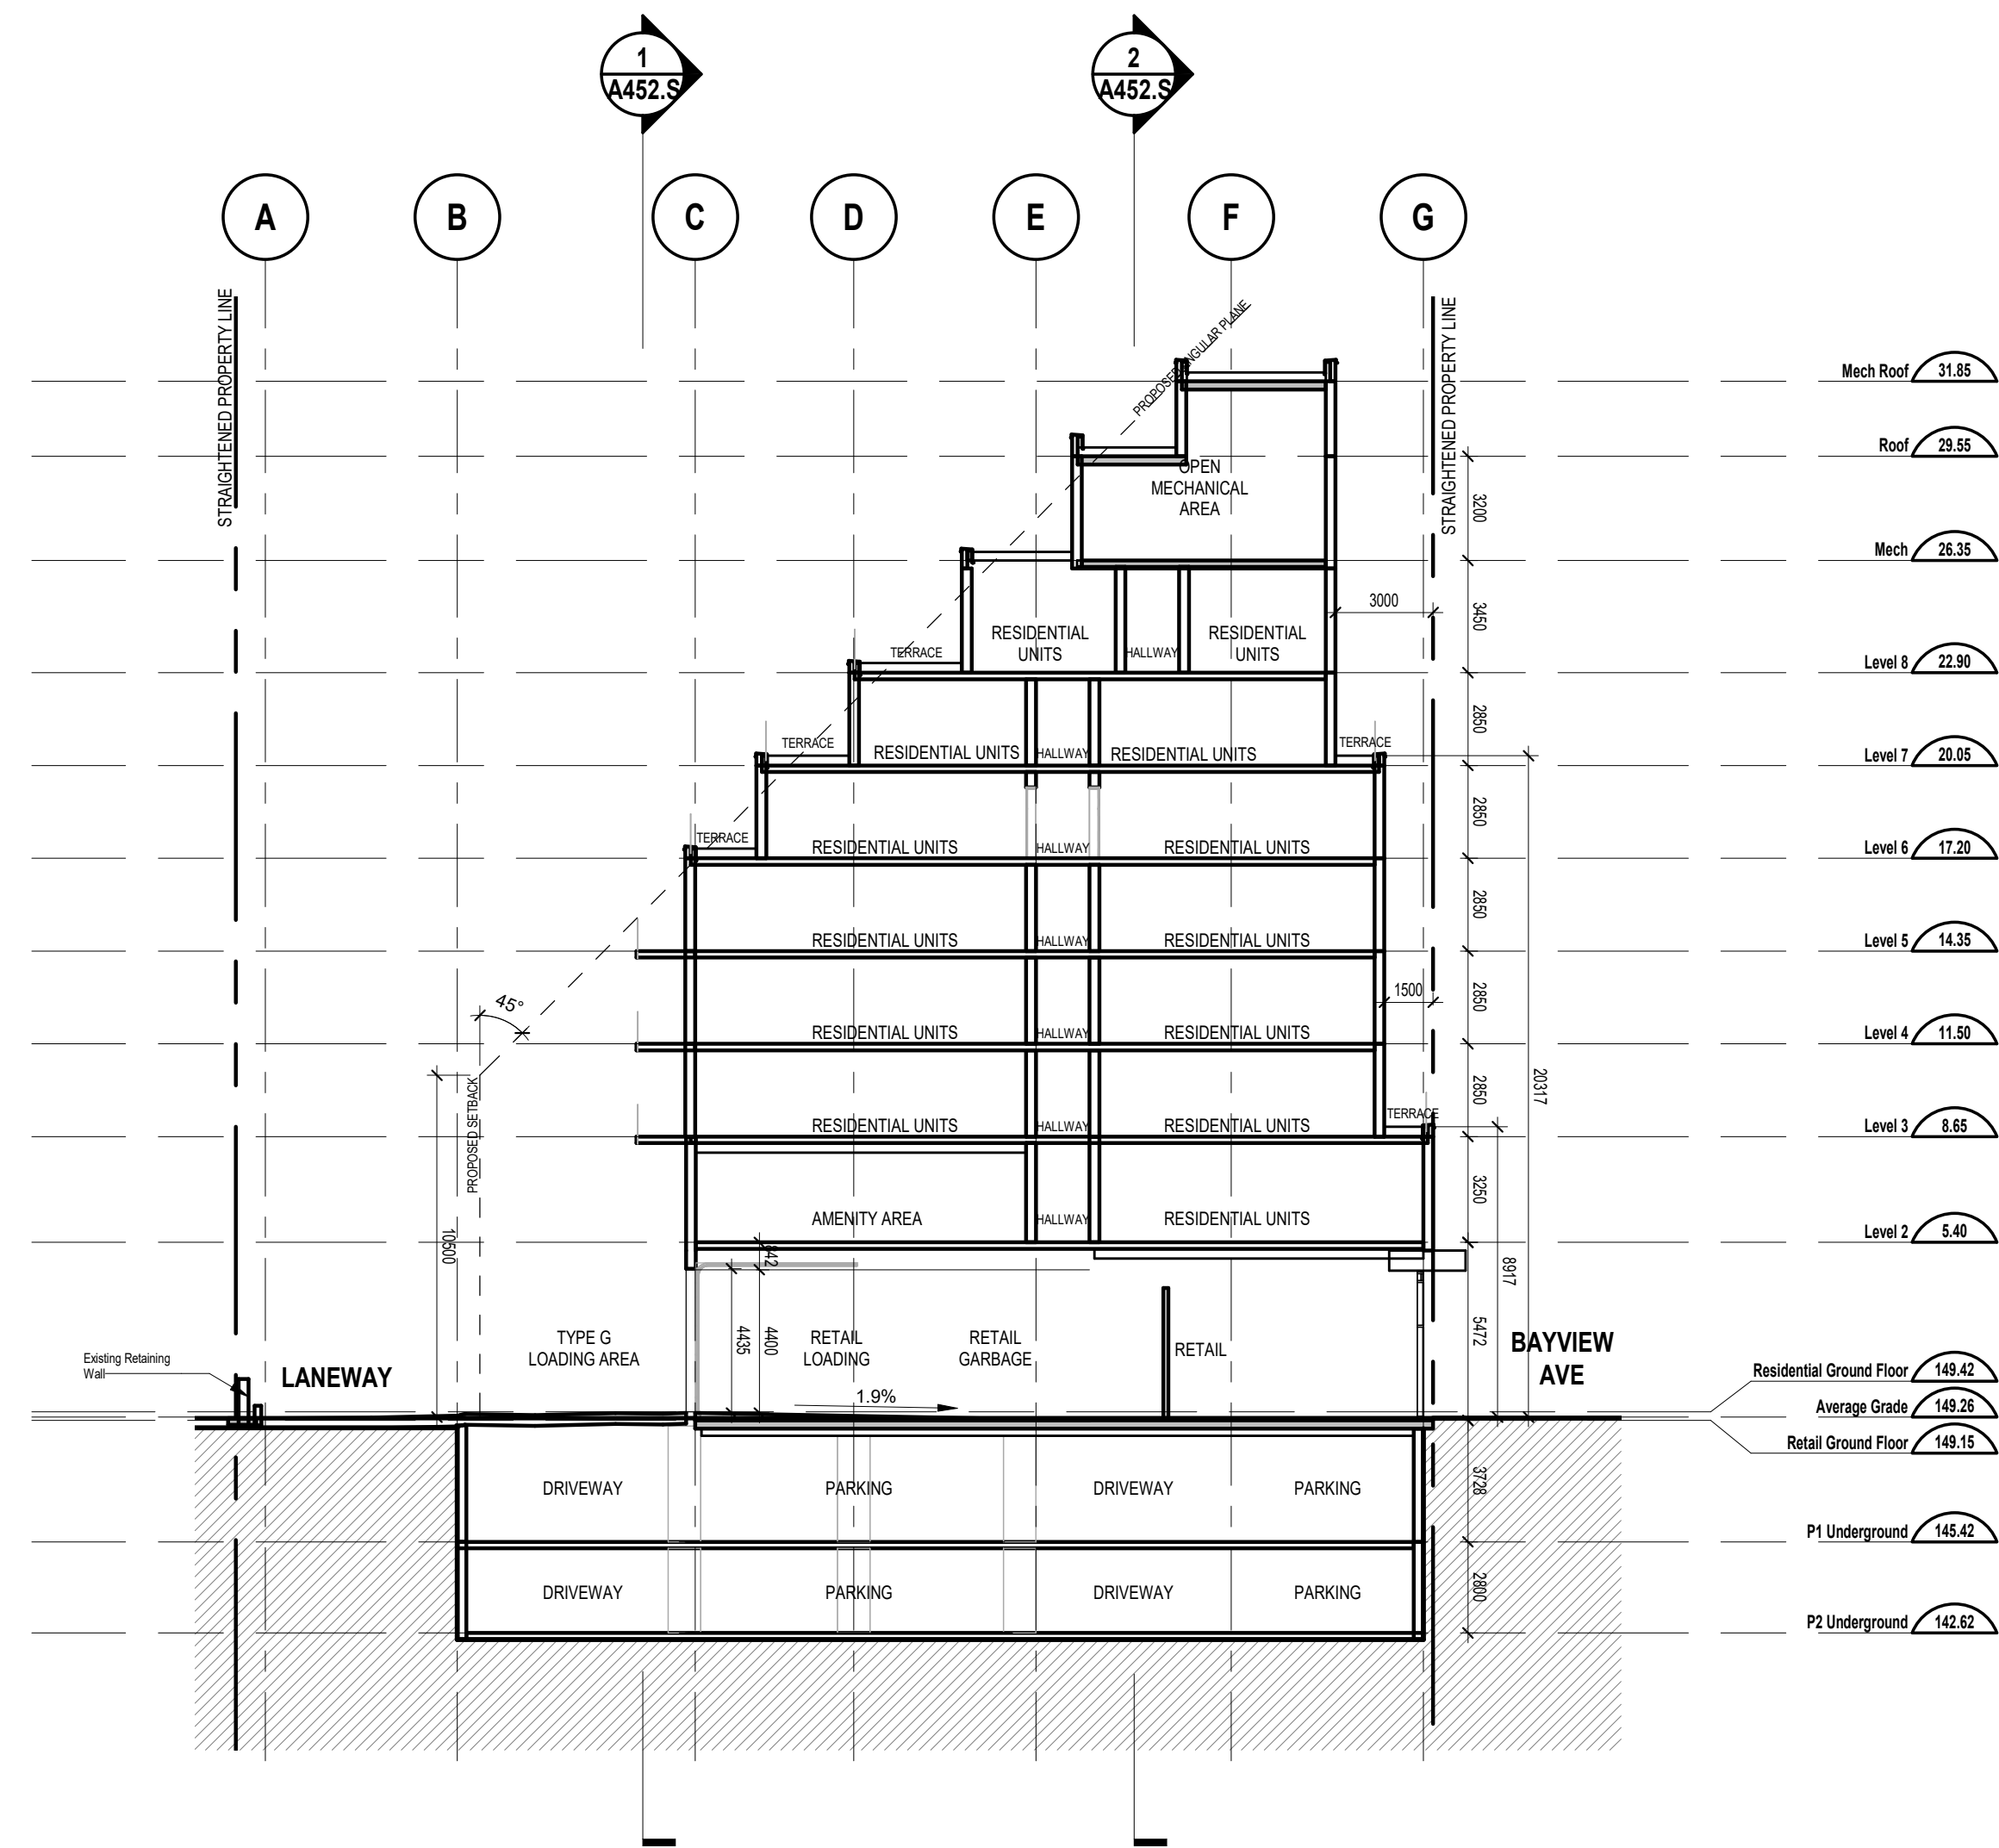 1
A452.S
2
A452.S
A
B
C
D
E
F
G
STRAIGHTENED PROPERTY LINE
STRAIGHTENED PROPERTY LINE
PROPOSED ANGULAR PLANE
Mech Roof 31.85
Roof 29.55
OPEN
MECHANICAL
AREA
3200
Mech 26.35
3000
3450
RESIDENTIAL
UNITS
HALLWAY
RESIDENTIAL
UNITS
TERRACE
Level 8 22.90
2850
TERRACE
RESIDENTIAL UNITS
HALLWAY
RESIDENTIAL UNITS
TERRACE
Level 7 20.05
2850
TERRACE
RESIDENTIAL UNITS
HALLWAY
RESIDENTIAL UNITS
Level 6 17.20
2850
RESIDENTIAL UNITS
HALLWAY
RESIDENTIAL UNITS
Level 5 14.35
45°
1500
2850
RESIDENTIAL UNITS
HALLWAY
RESIDENTIAL UNITS
Level 4 11.50
PROPOSED SETBACK
2850
20317
TERRACE
RESIDENTIAL UNITS
HALLWAY
RESIDENTIAL UNITS
Level 3 8.65
3250
10500
AMENITY AREA
HALLWAY
RESIDENTIAL UNITS
Level 2 5.40
842
8917
4435
4400
5472
TYPE G
LOADING AREA
RETAIL
LOADING
RETAIL
GARBAGE
RETAIL
BAYVIEW
AVE
Existing Retaining
Wall
LANEWAY
1.9%
Residential Ground Floor 149.42
Average Grade 149.26
Retail Ground Floor 149.15
DRIVEWAY
PARKING
DRIVEWAY
PARKING
3728
P1 Underground 145.42
DRIVEWAY
PARKING
DRIVEWAY
PARKING
2800
P2 Underground 142.62